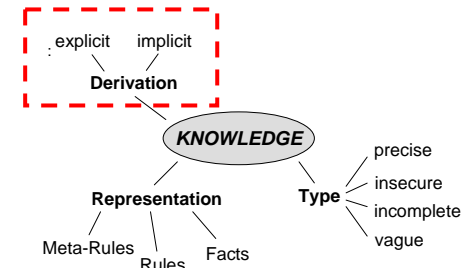 : explicit implicit
Derivation
KNOWLEDGE
precise
Representation
Type
insecure
incomplete
vague
Meta-Rules
Rules
Facts